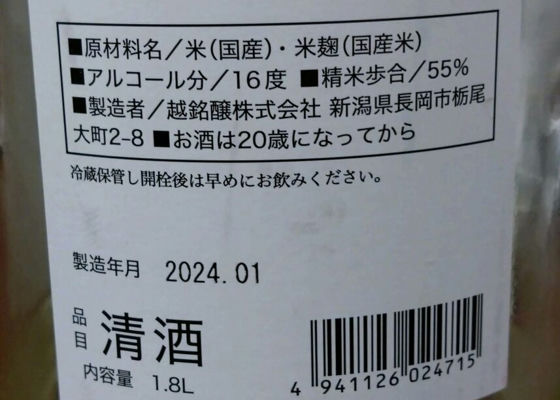 ■原材料名／米（国産）・米麹（国産米）
■アルコール分／16度 ■精米歩合／55%
■製造者／越銘醸株式会社 新潟県長岡市栃尾
大町2-8 ■お酒は20歳になってから
冷蔵保管し開栓後は早めにお飲みください。
製造年月 2024.01
品目 清酒
内容量 1.8L
4 941126 024715